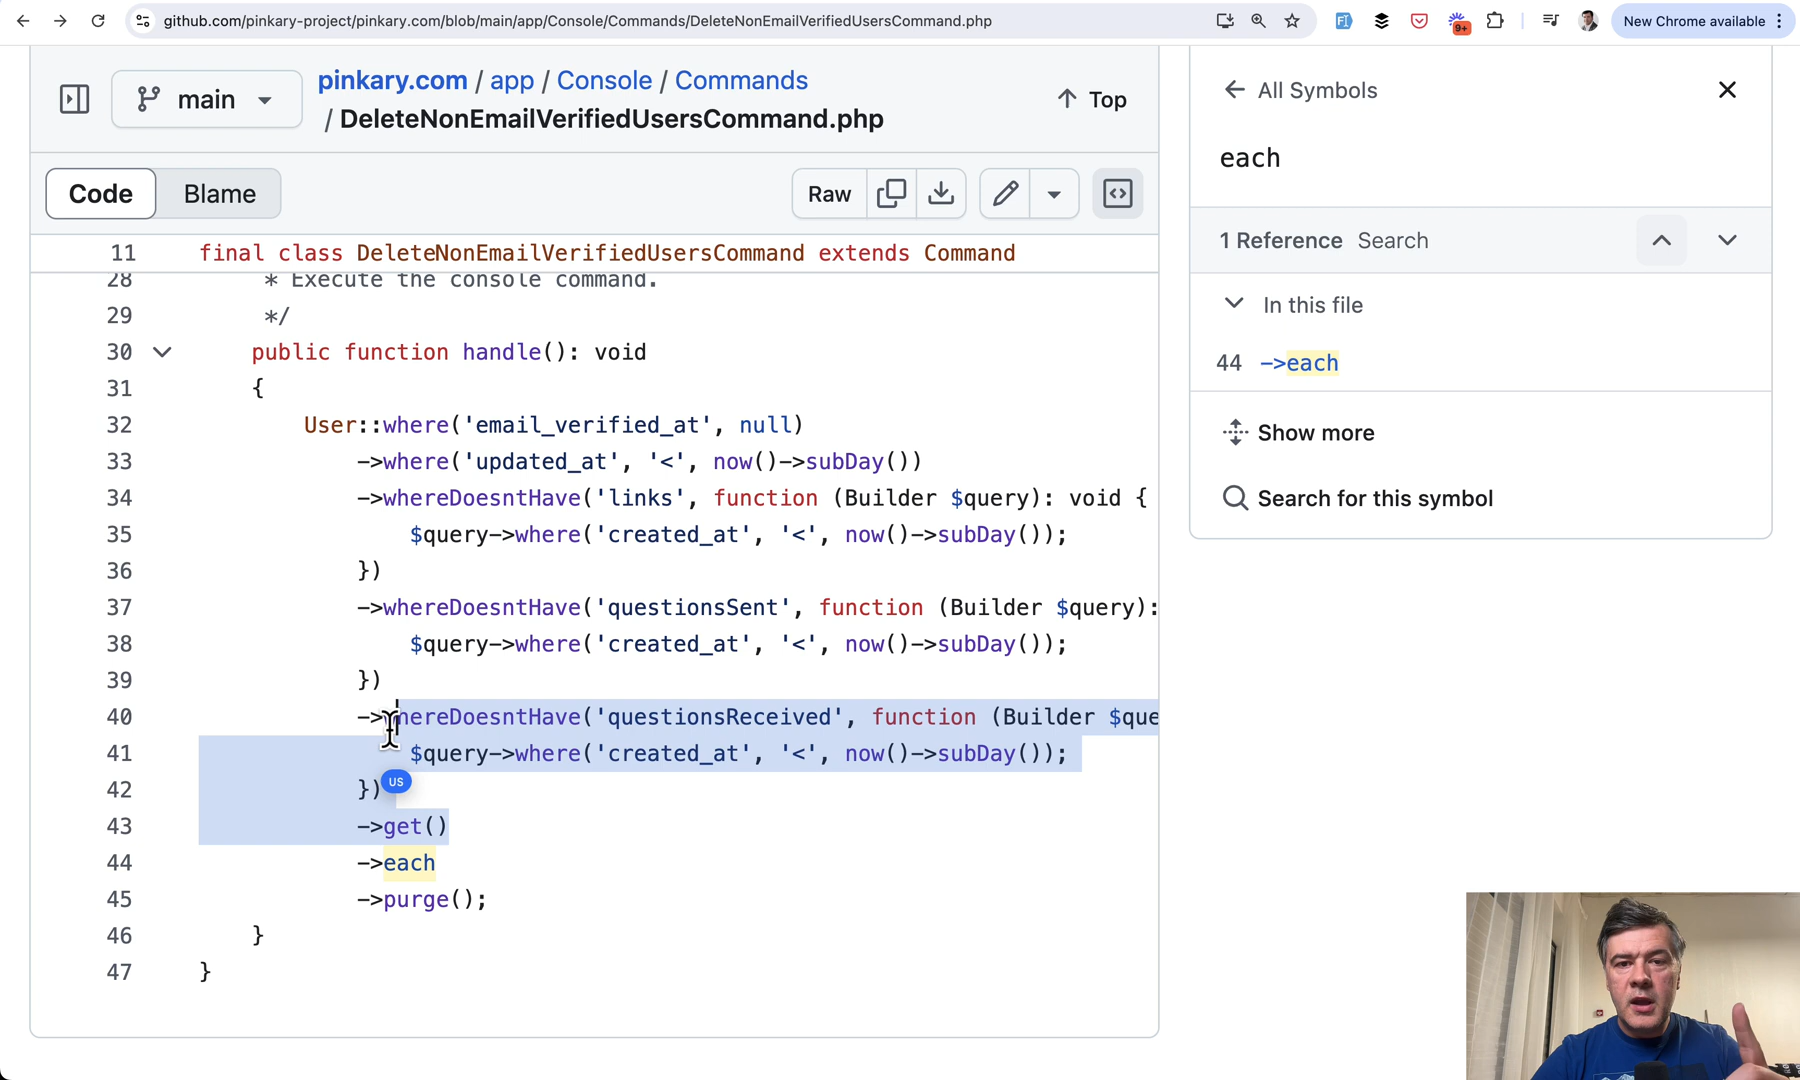 github.com/pinkary-project/pinkary.com/blob/main/app/Console/Commands/DeleteNonEmailVerifiedUsersCommand.php
9+
New Chrome available
main
pinkary.com / app / Console / Commands
/ DeleteNonEmailVerifiedUsersCommand.php
Top
Code
Blame
Raw
11 final class DeleteNonEmailVerifiedUsersCommand extends Command
28 * Execute the console command.
29 */
30 public function handle(): void
31 {
32 User::where('email_verified_at', null)
33 ->where('updated_at', '<', now()->subDay())
34 ->whereDoesntHave('links', function (Builder $query): void {
35 $query->where('created_at', '<', now()->subDay());
36 })
37 ->whereDoesntHave('questionsSent', function (Builder $query):
38 $query->where('created_at', '<', now()->subDay());
39 })
40 ->whereDoesntHave('questionsReceived', function (Builder $que
41 $query->where('created_at', '<', now()->subDay());
42 })
US
43 ->get()
44 ->each
45 ->purge();
46 }
47 }
All Symbols
each
1 Reference Search
In this file
44 ->each
Show more
Search for this symbol